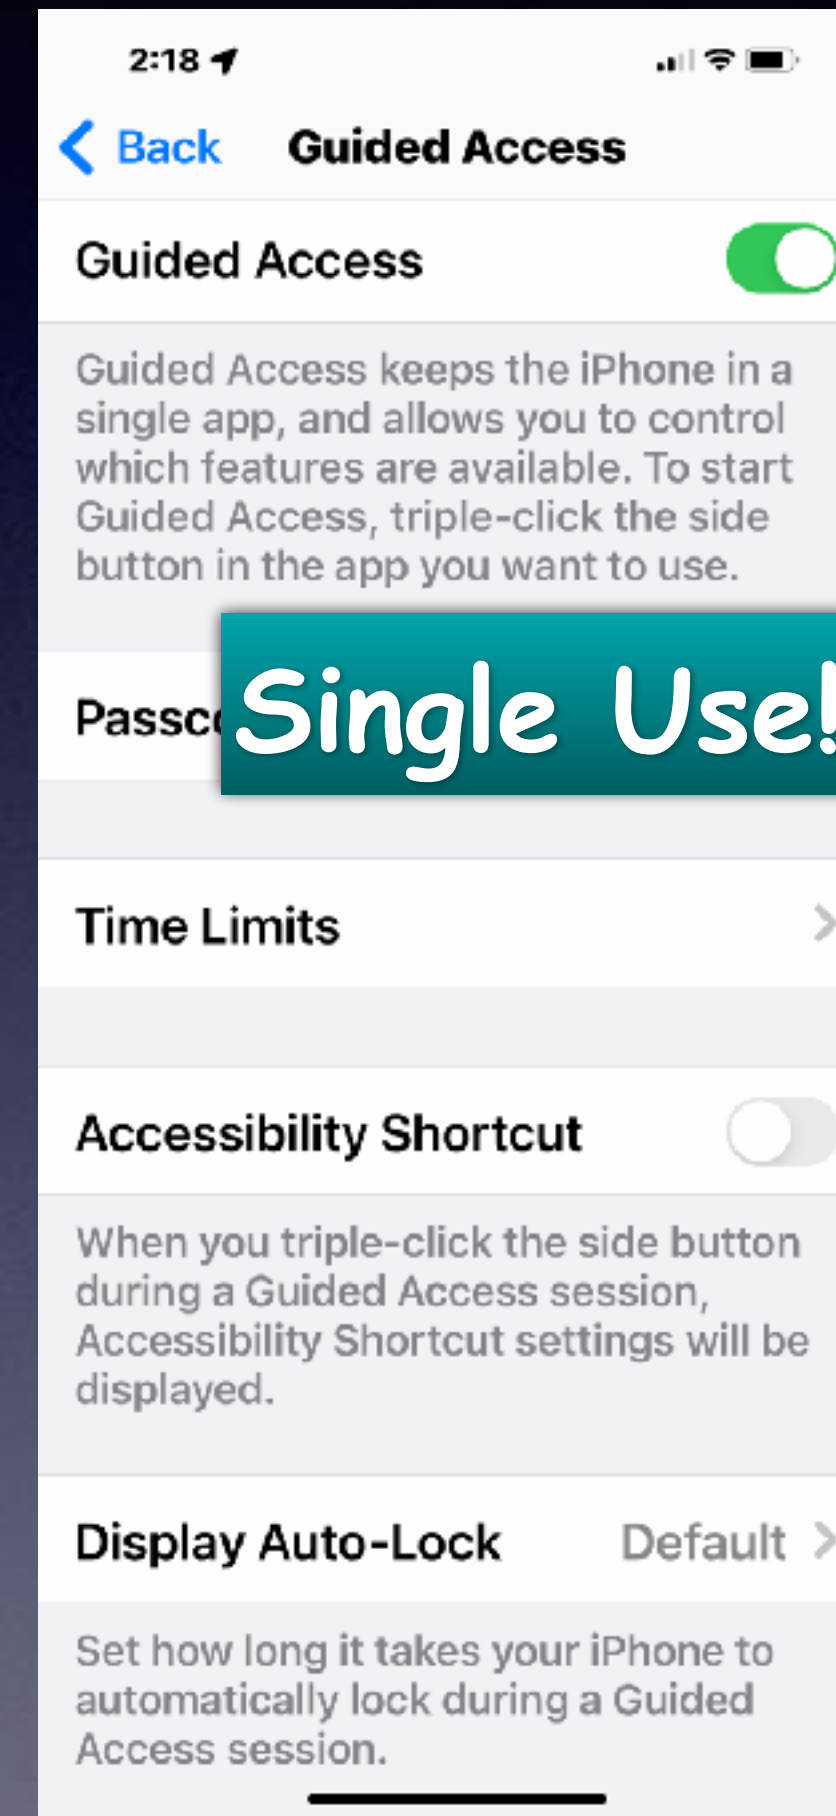 2:18
Back Guided Access
Guided Access
Guided Access keeps the iPhone in a
single app, and allows you to control
which features are available. To start
Guided Access, triple-click the side
button in the app you want to use.
Single Use!
Time Limits
Accessibility Shortcut
When you triple-click the side button
during a Guided Access session,
Accessibility Shortcut settings will be
displayed.
Display Auto-Lock Default
Set how long it takes your iPhone to
automatically lock during a Guided
Access session.